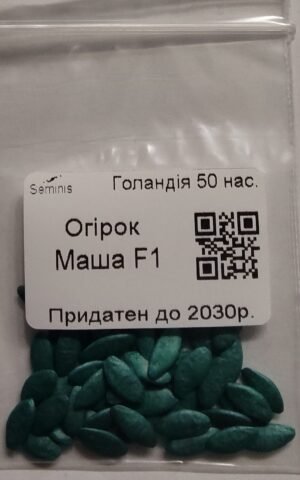 Seminis
Голандія 50 нас.
Огірок
Маша F1
Придатен до 2030р.